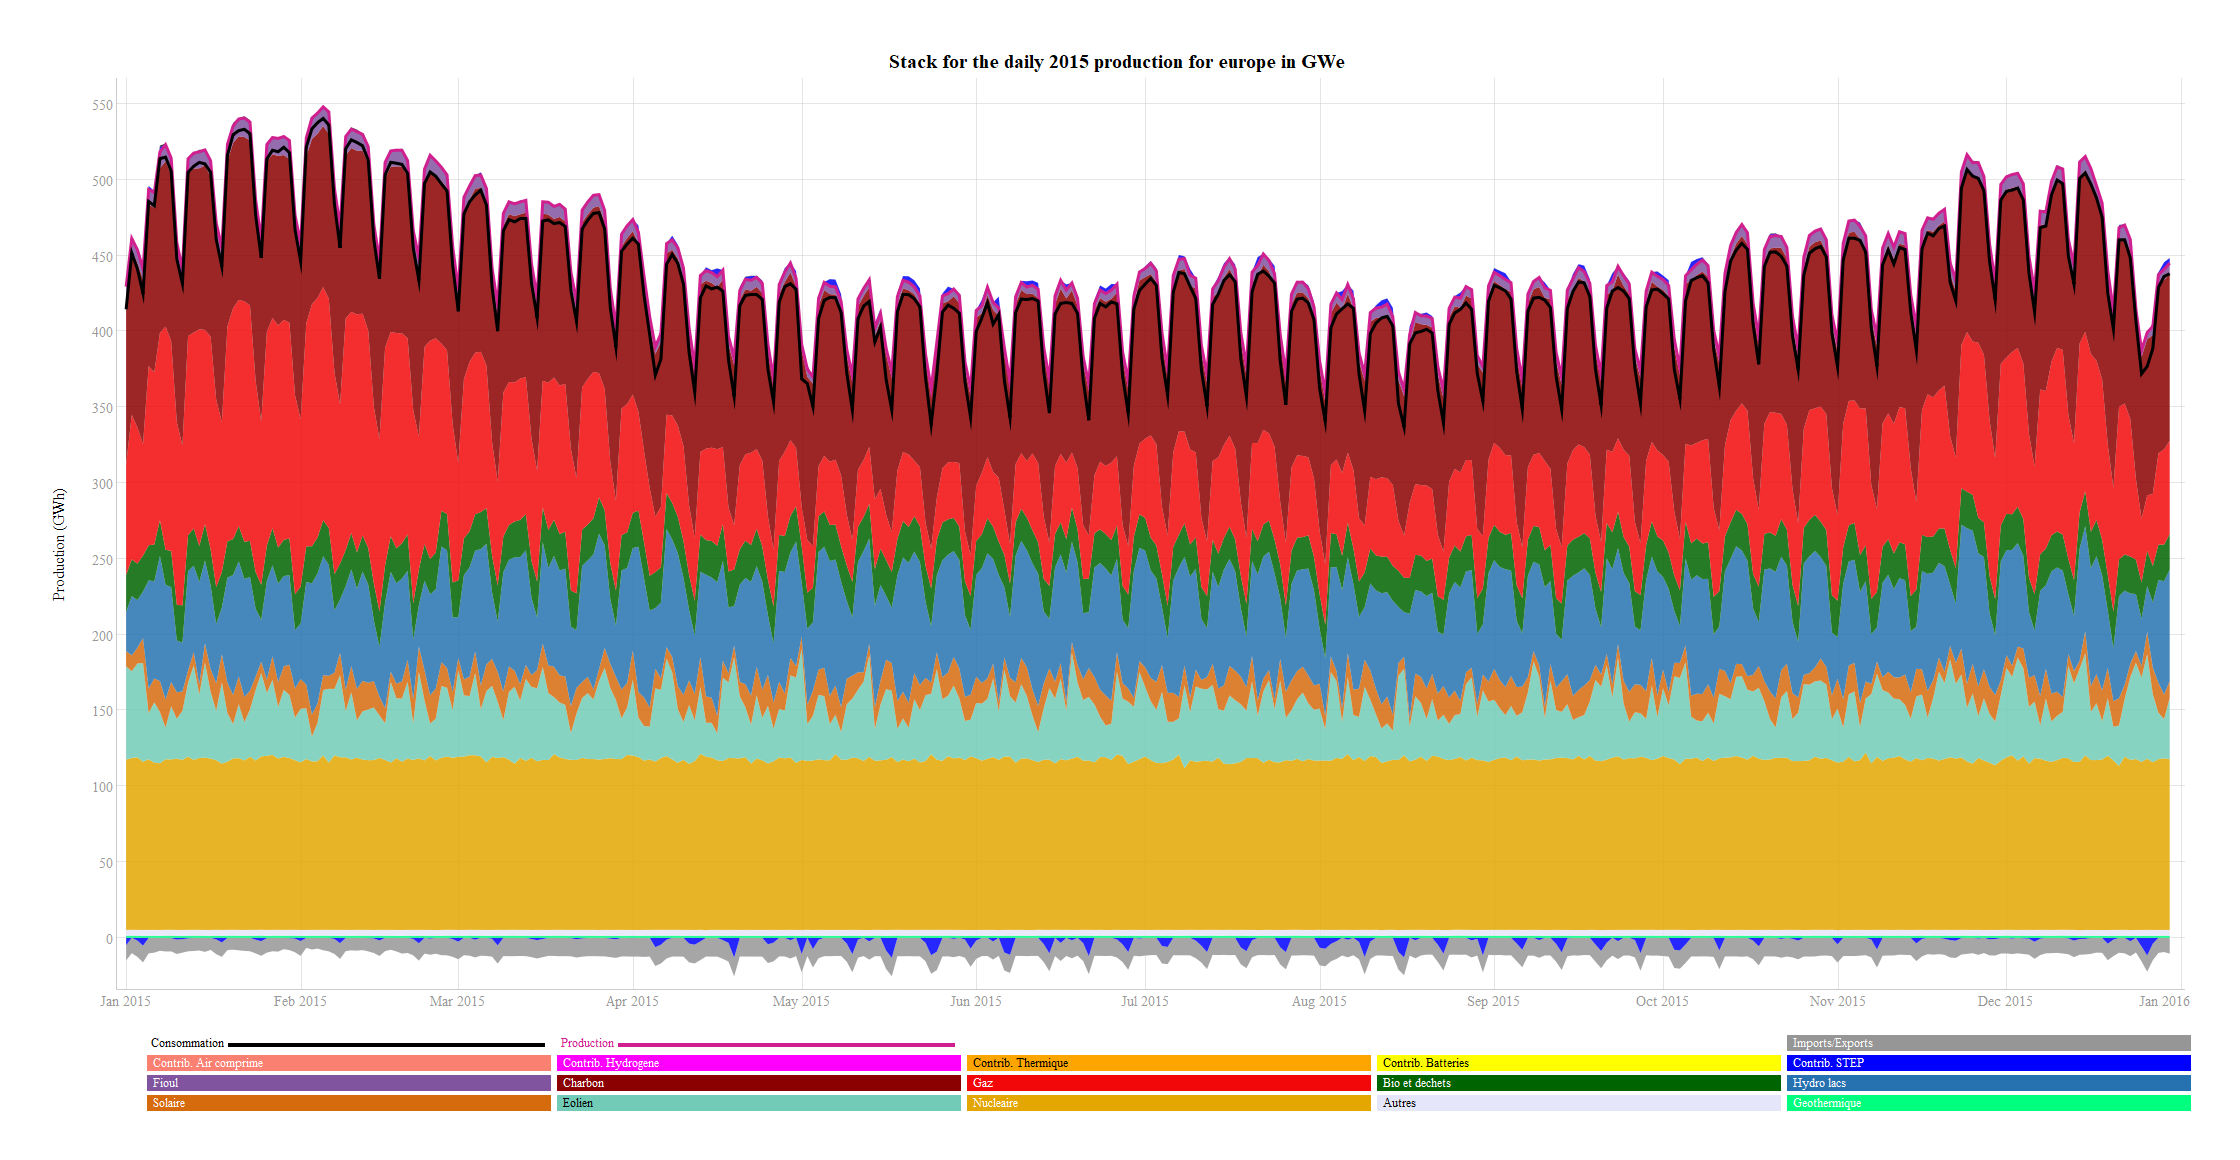 Stack for the daily 2015 production for europe in GWe
Production (GWh)
550
500
450
400
350
300
250
200
150
100
50
0
Jan 2015 Feb 2015 Mar 2015 Apr 2015 May 2015 Jun 2015 Jul 2015 Aug 2015 Sep 2015 Oct 2015 Nov 2015 Dec 2015 Jan 2016
Consommation Production Imports/Exports
Contrib. Air comprime Contrib. Hydrogene Contrib. Thermique Contrib. Batteries Contrib. STEP
Fioul Charbon Gaz Bio et dechets Hydro lacs
Solaire Eolien Nucleaire Autres Geothermique